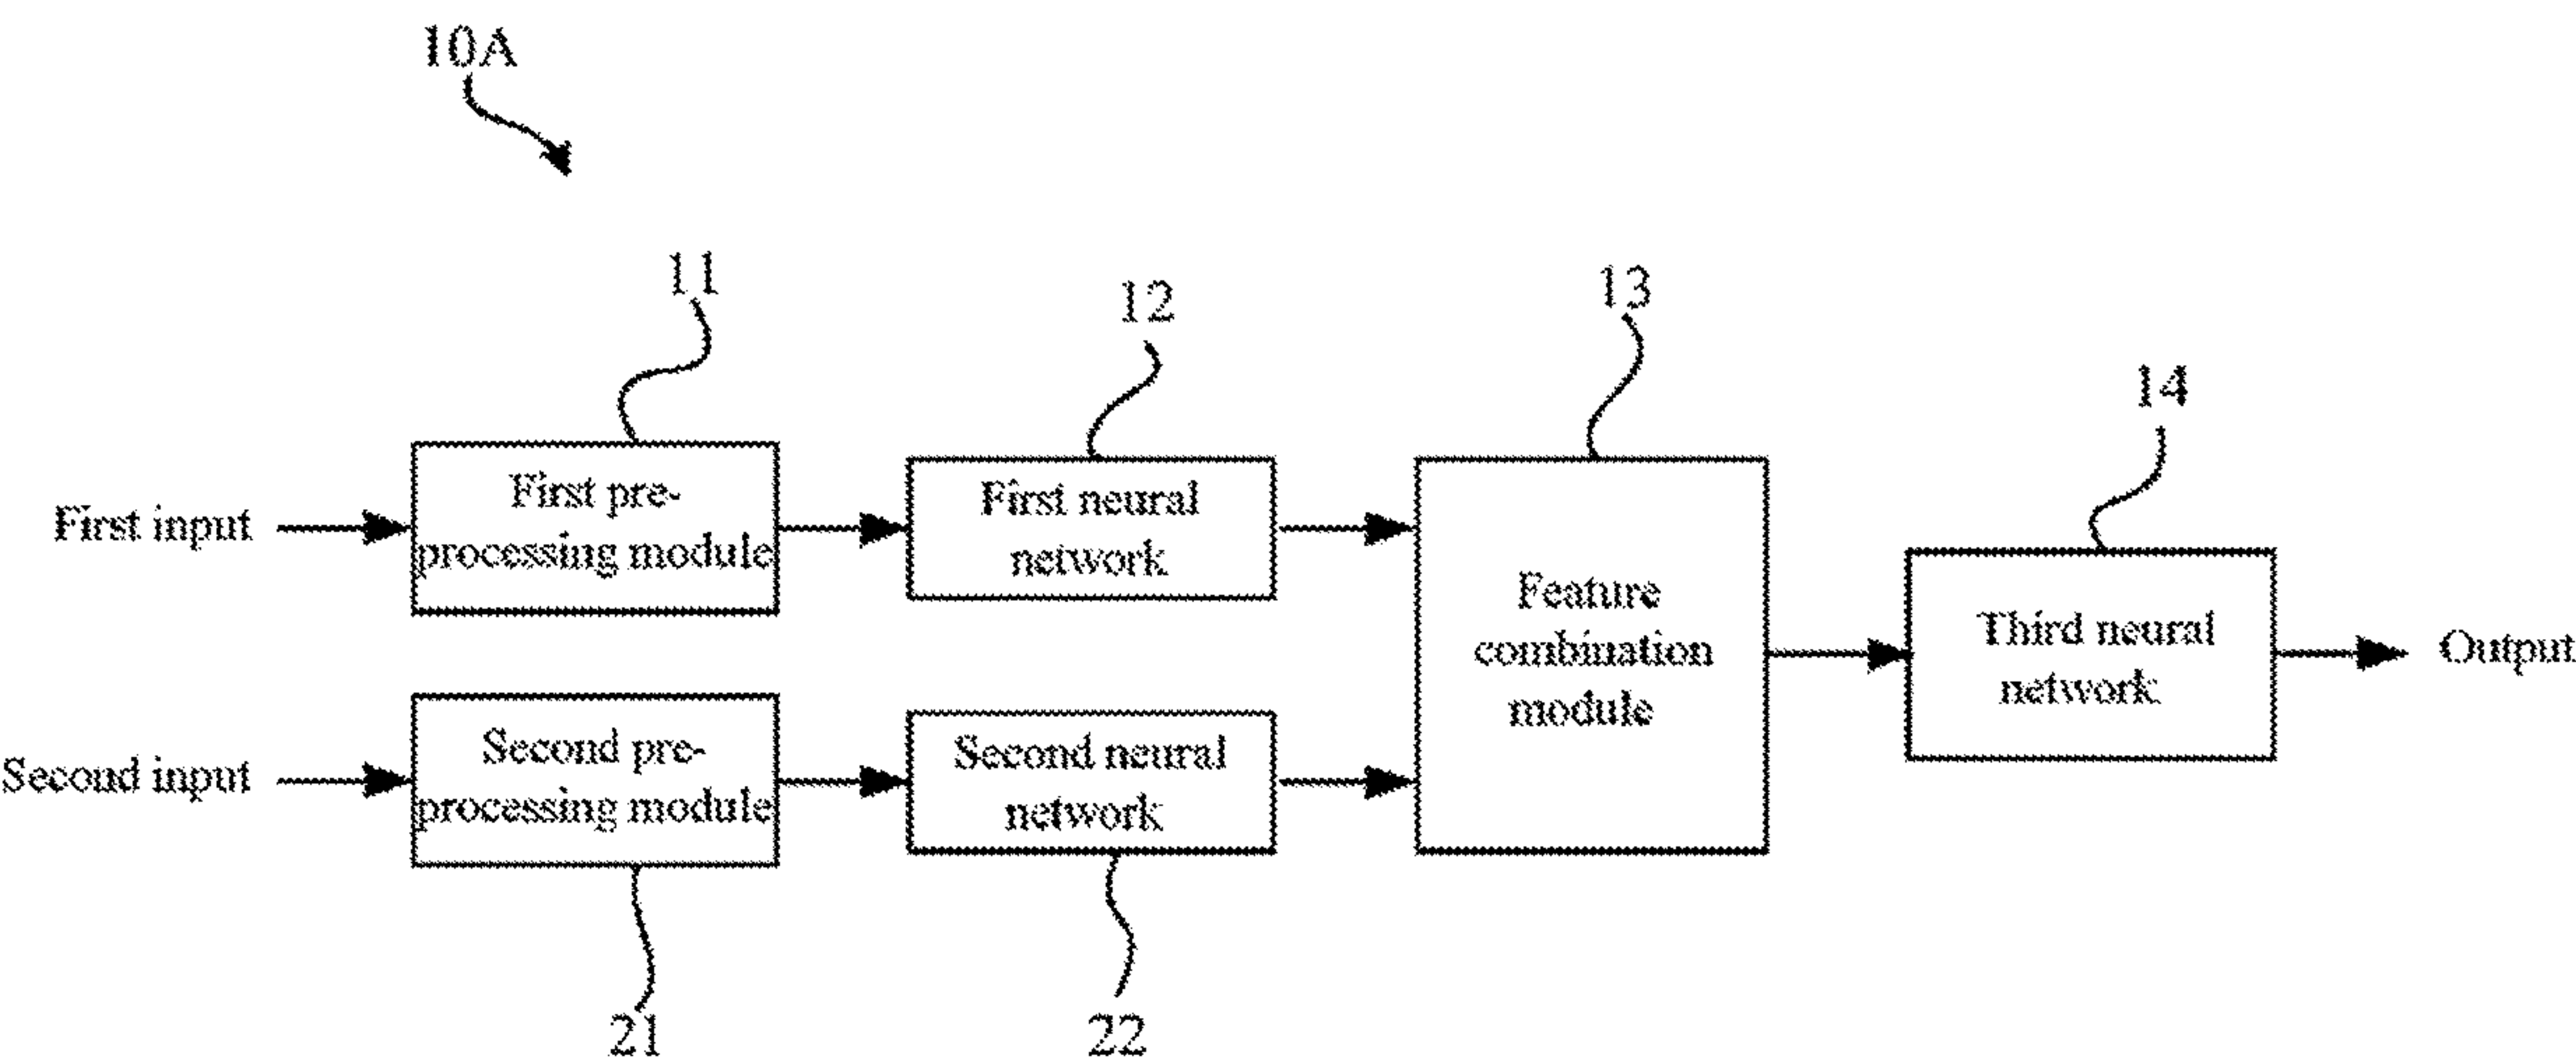 10A
11
12
13
14
First input
First pre-
processing module
First neural
network
Feature
combination
module
Third neural
network
Output
Second input
Second pre-
processing module
Second neural
network
21
22